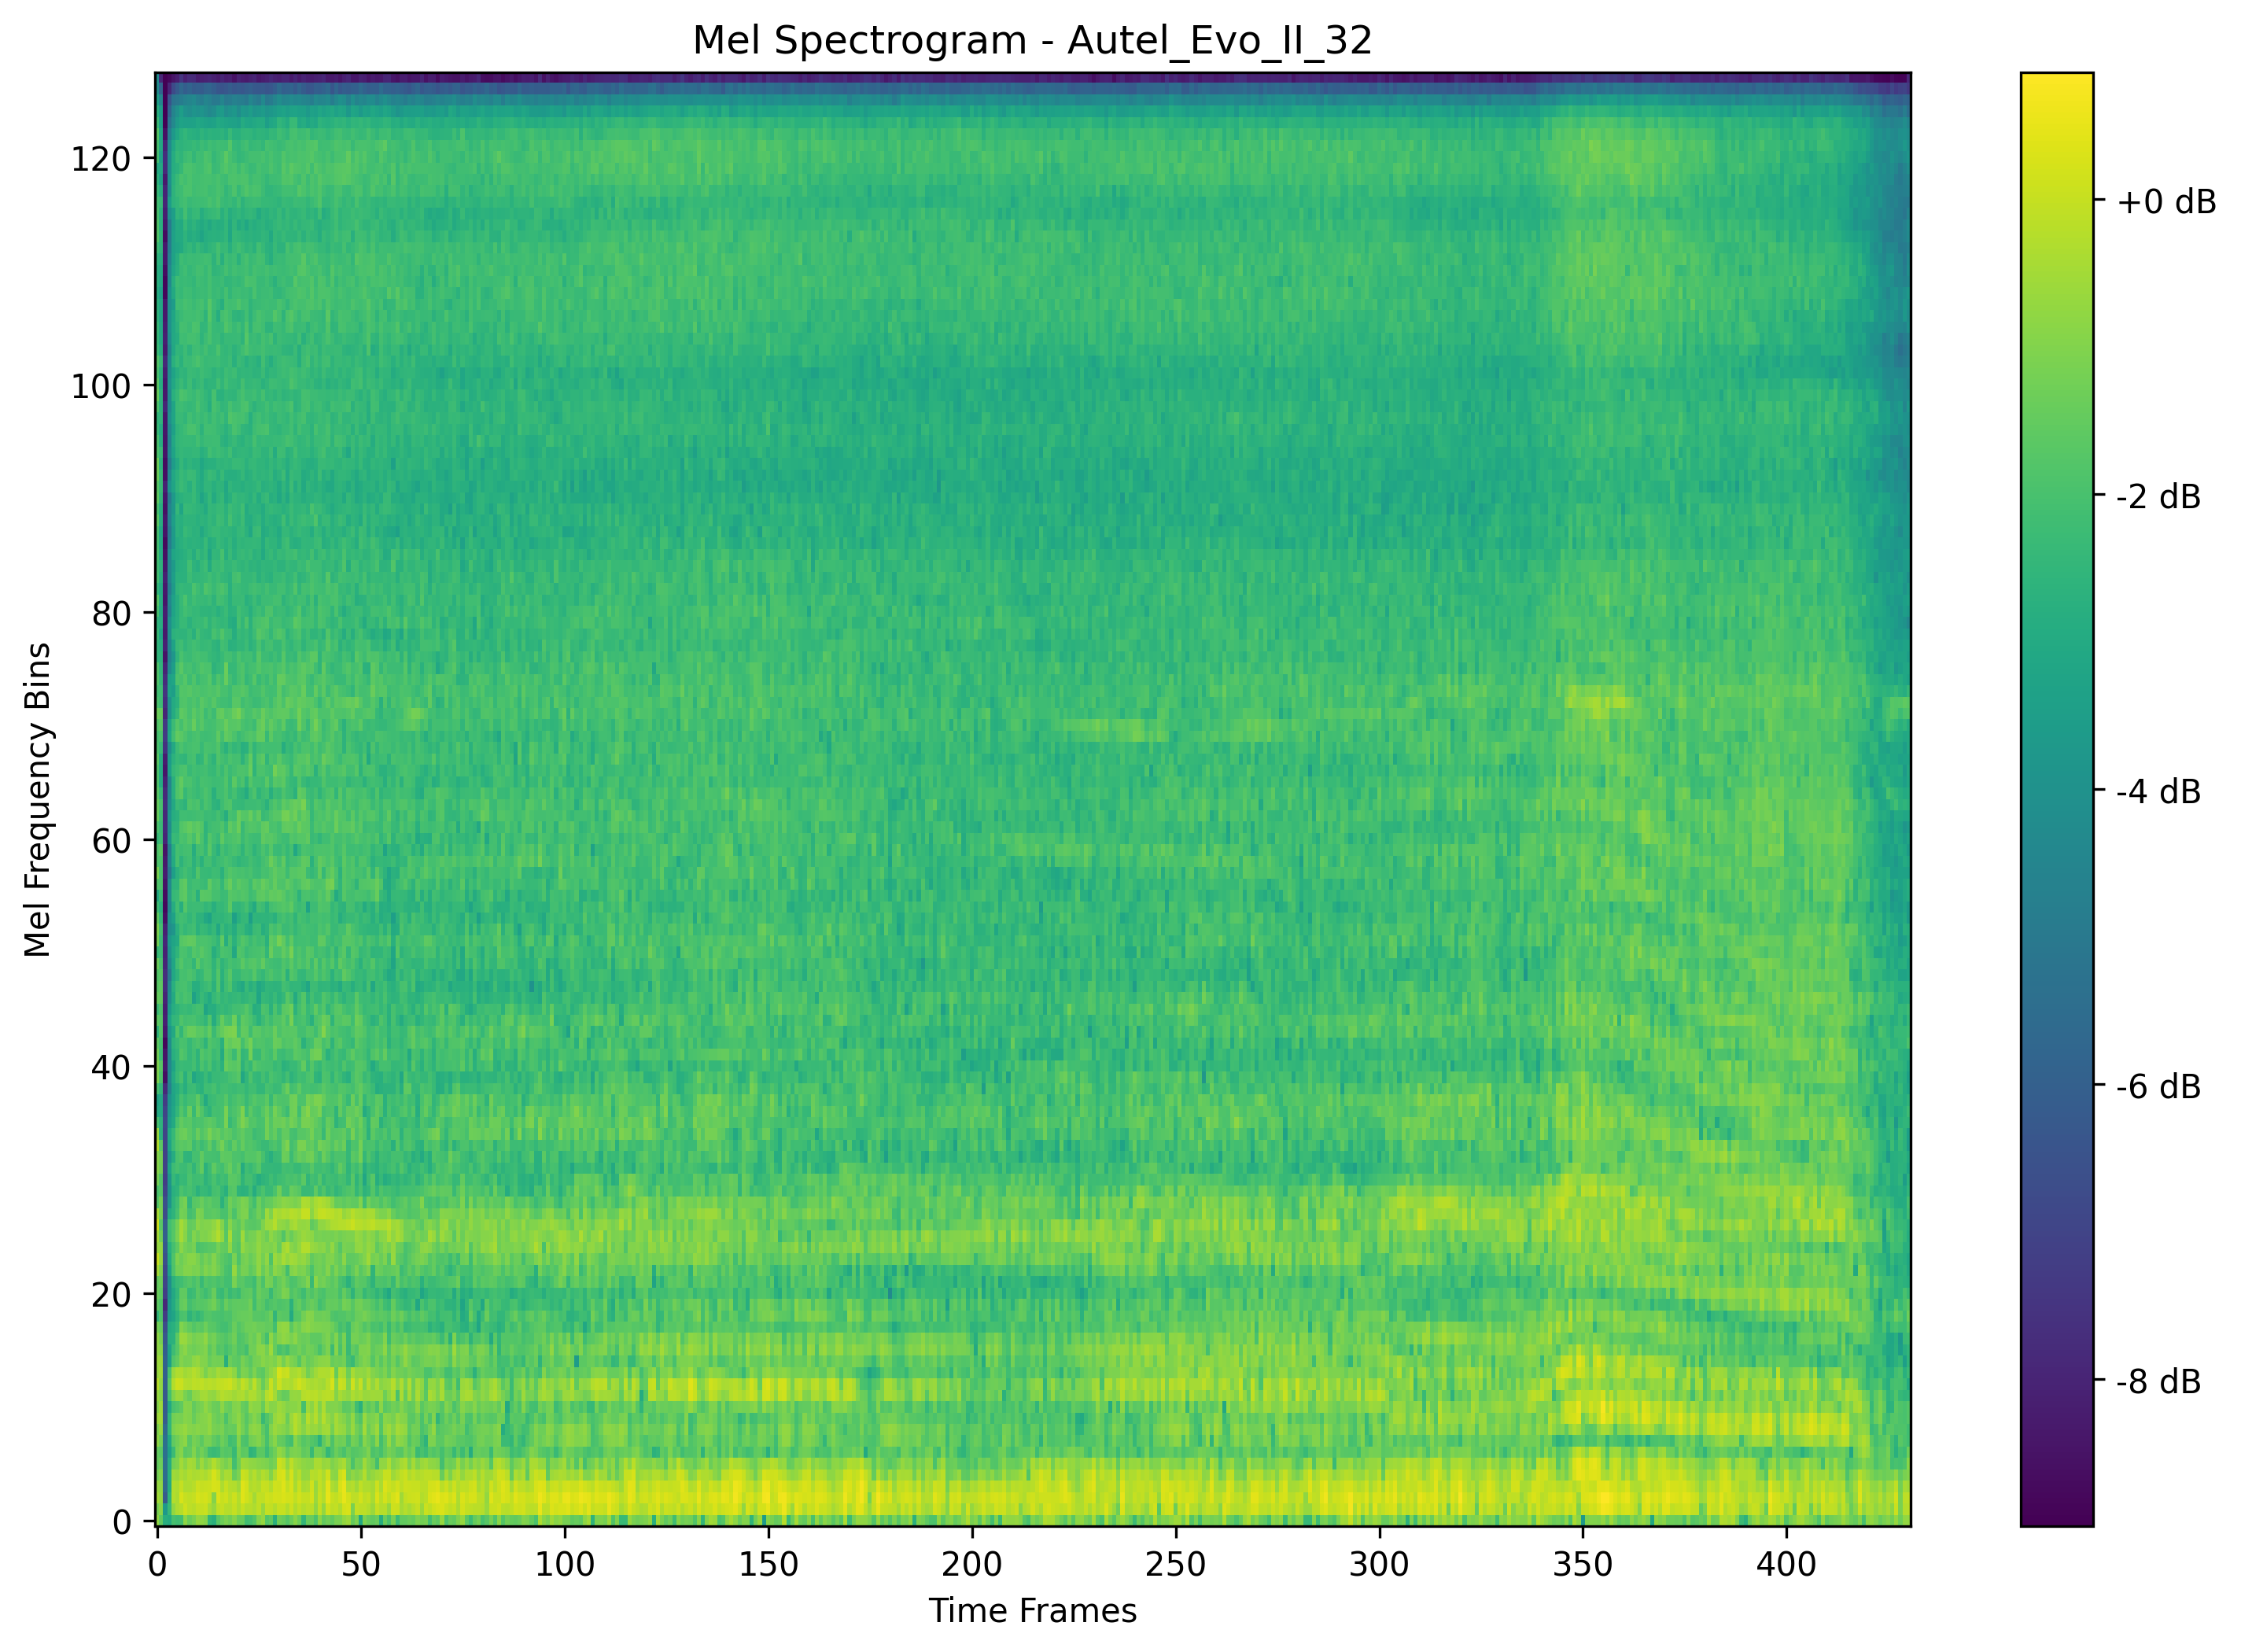 Mel Spectrogram - Autel_Evo_II_32
Mel Frequency Bins
120
100
80
60
40
20
0
0 50 100 150 200 250 300 350 400
Time Frames
+0 dB
-2 dB
-4 dB
-6 dB
-8 dB